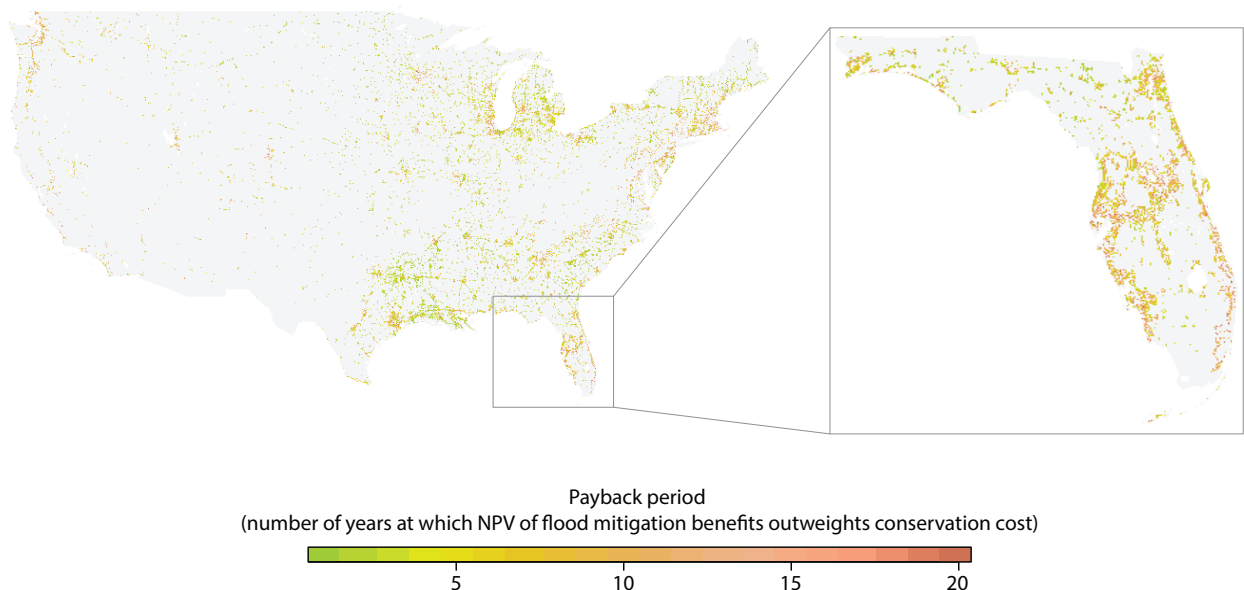 Payback period
(number of years at which NPV of flood mitigation benefits outweights conservation cost)
5 10 15 20